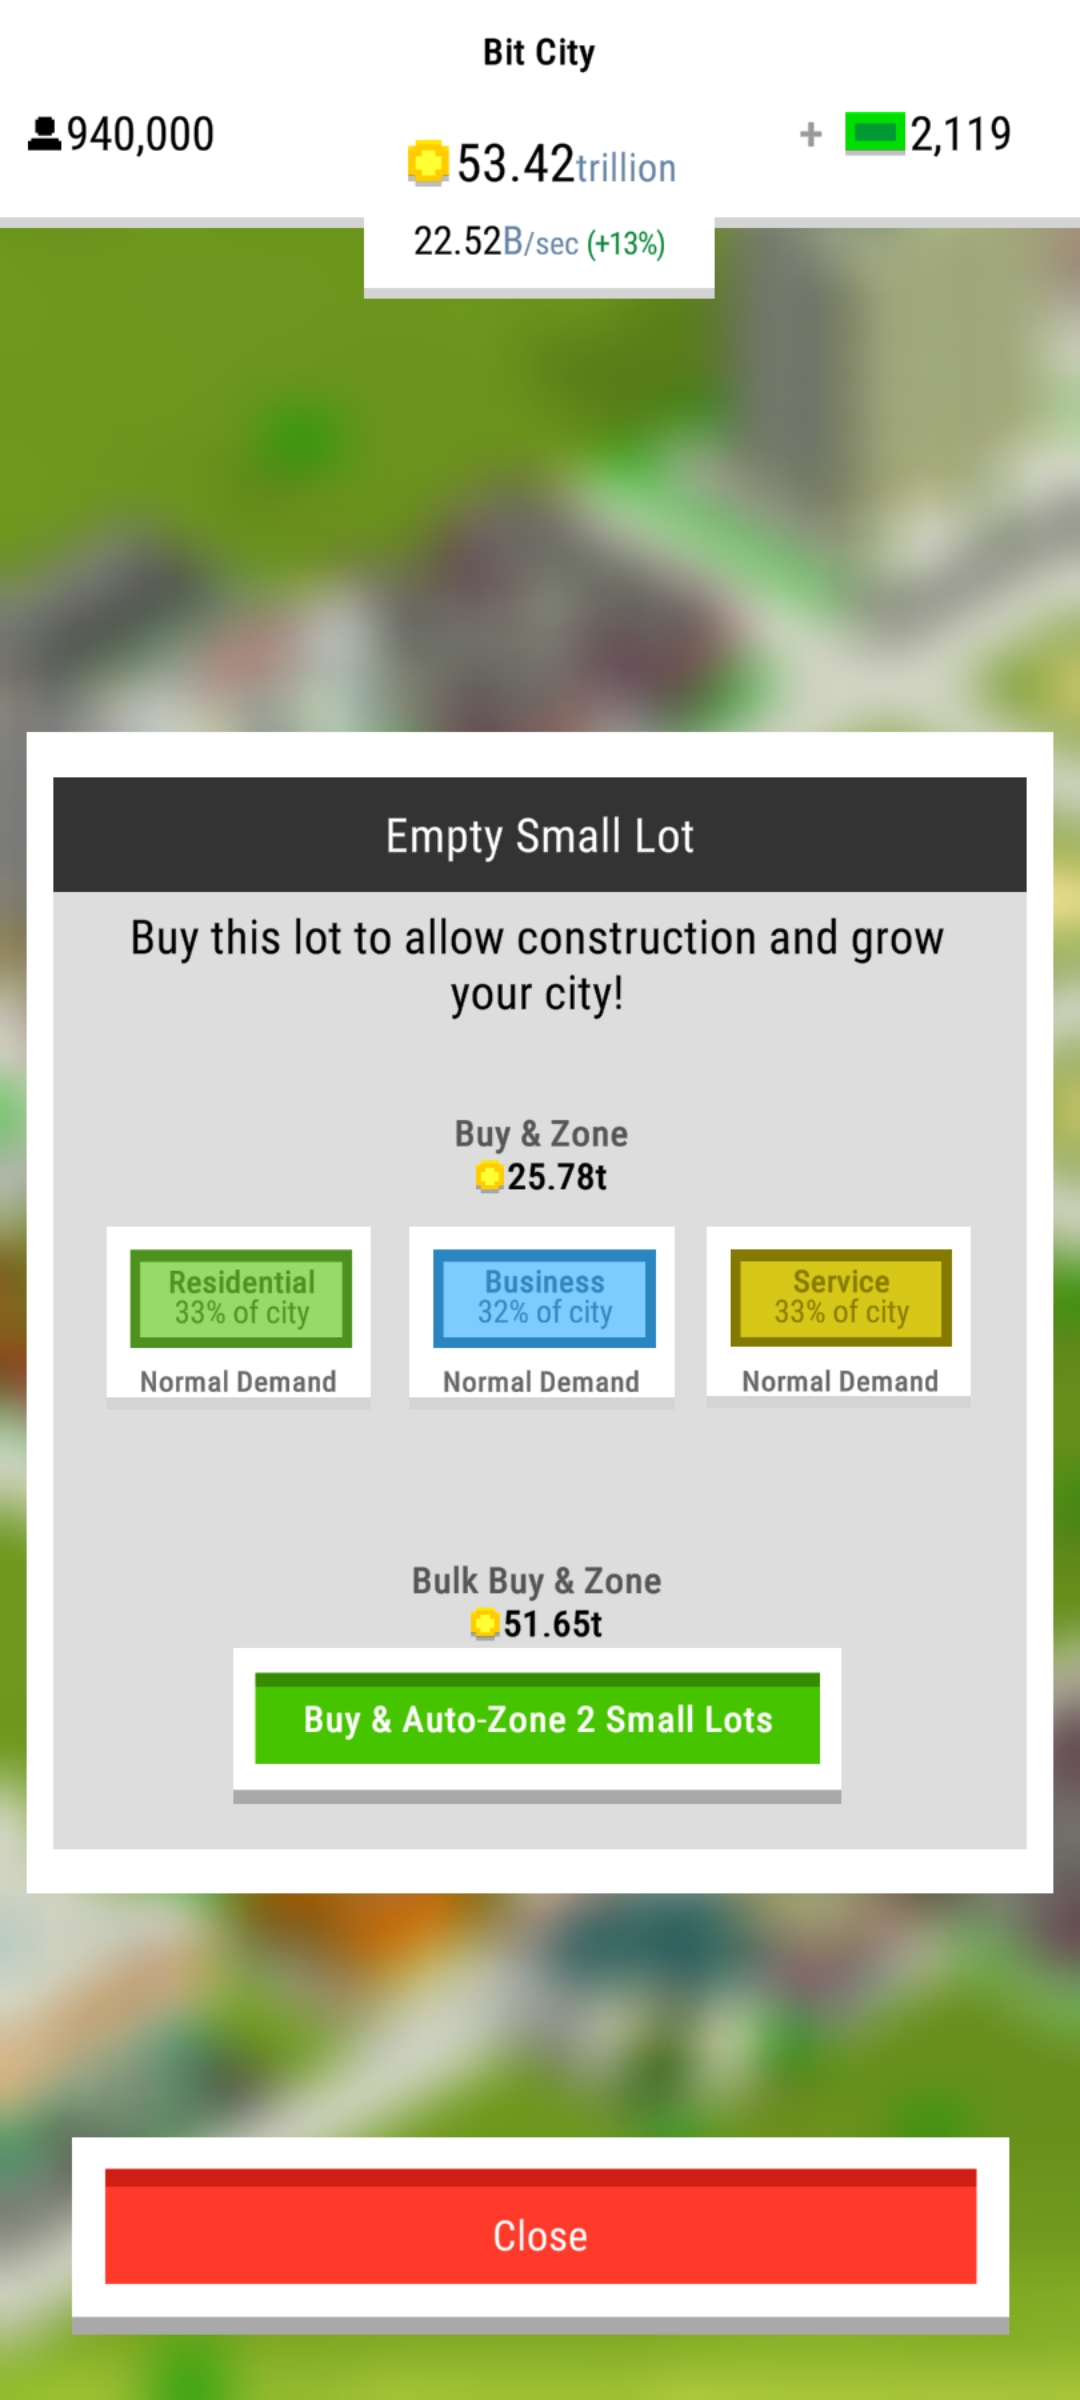 Bit City
940,000
53.42trillion
+ 2,119
22.52B/sec (+13%)
Empty Small Lot
Buy this lot to allow construction and grow
your city!
Buy & Zone
25.78t
Residential
33% of city
Normal Demand
Business
32% of city
Normal Demand
Service
33% of city
Normal Demand
Bulk Buy & Zone
51.65t
Buy & Auto-Zone 2 Small Lots
Close